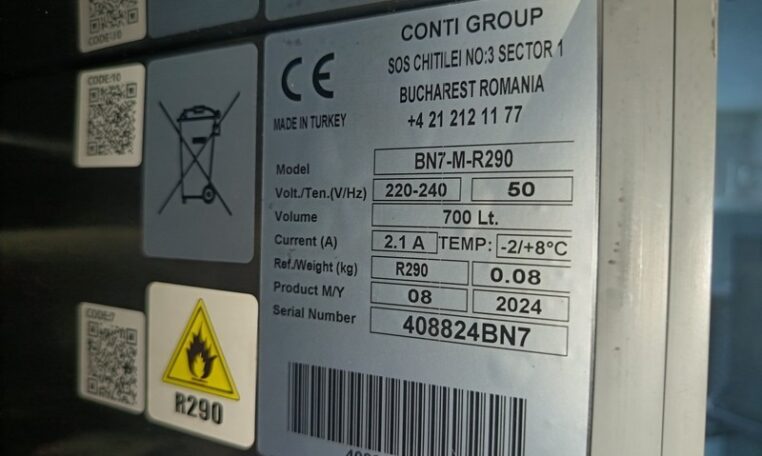 CODE:10
CODE:7
R290
CE
MADE IN TURKEY
CONTI GROUP
SOS CHITILEI NO:3 SECTOR 1
BUCHAREST ROMANIA
+4 21 212 11 77
Model BN7-M-R290
Volt./Ten.(V/Hz) 220-240 50
Volume 700 Lt.
Current (A) 2.1 A TEMP: -2/+8°C
Ref./Weight (kg) R290 0.08
Product M/Y 08 2024
Serial Number 408824BN7